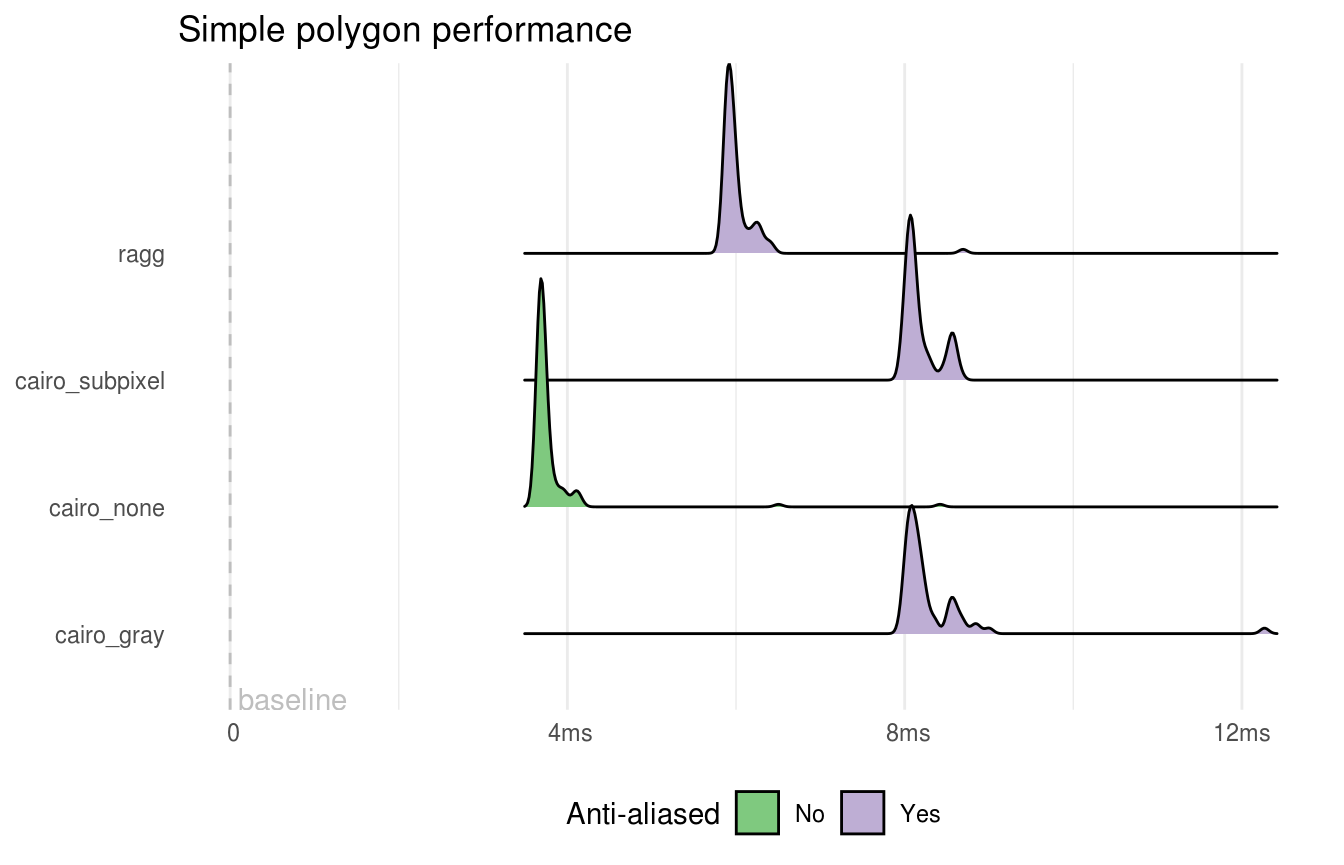 Simple polygon performance
ragg
cairo_subpixel
cairo_none
cairo_gray
baseline
0 4ms 8ms 12ms
Anti-aliased No Yes